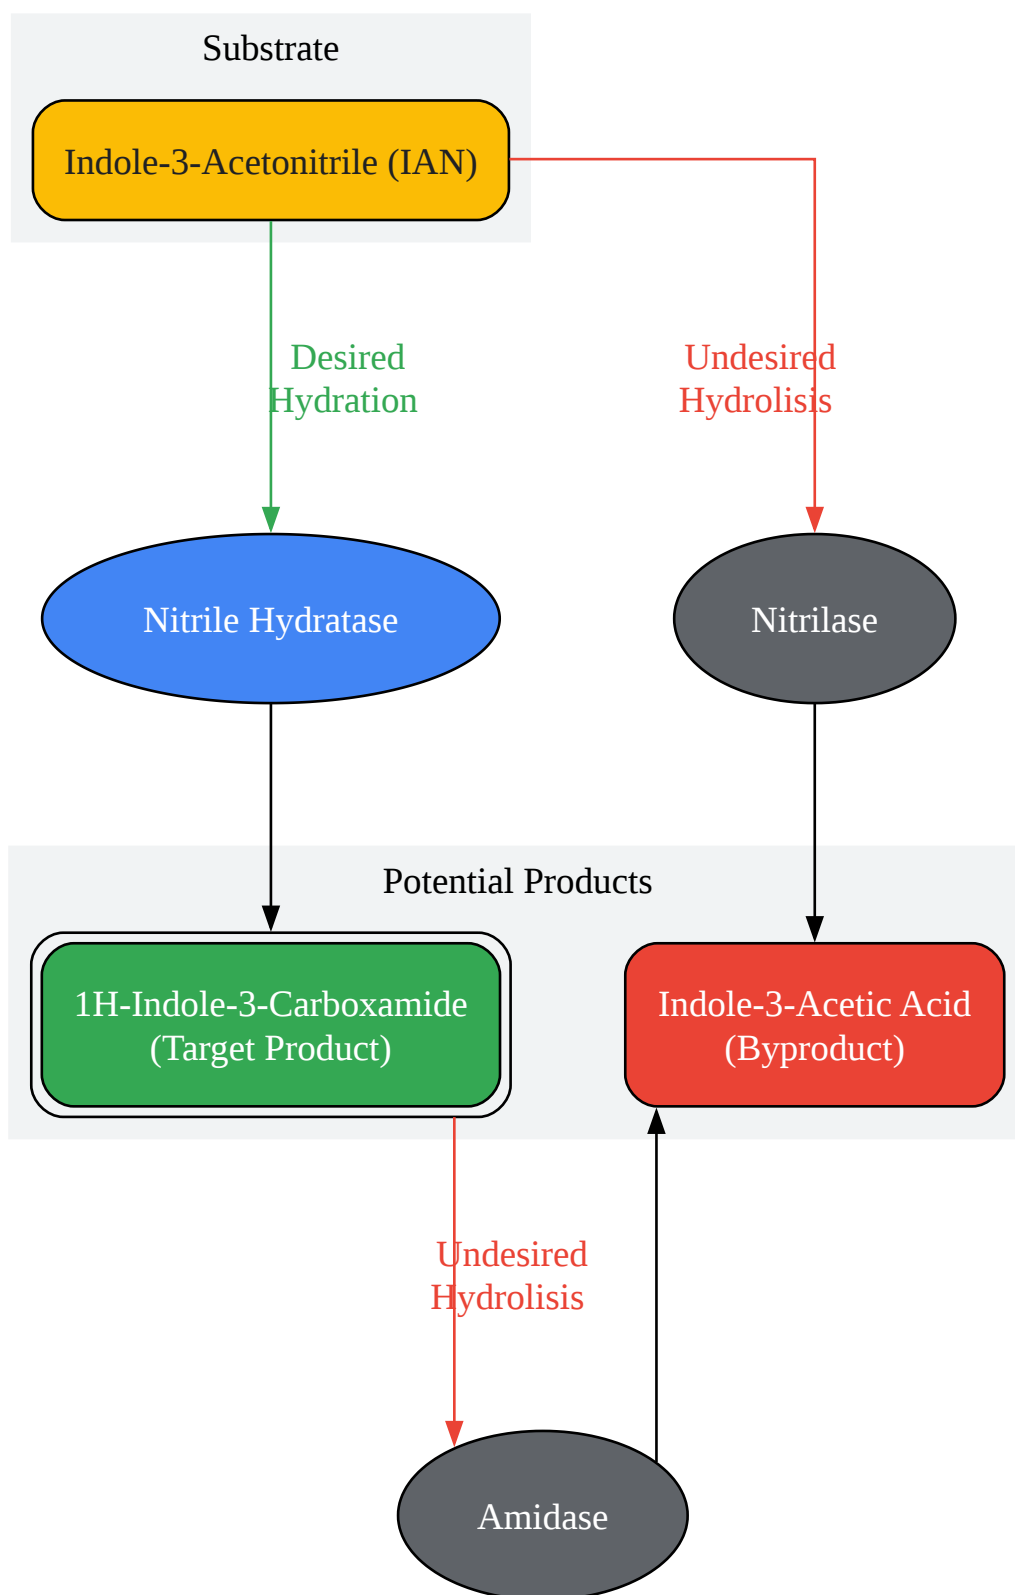 Substrate
Indole-3-Acetonitrile (IAN)
Desired
Hydration
Undesired
Hydrolisis
Nitrile Hydratase
Nitrilase
Potential Products
1H-Indole-3-Carboxamide
(Target Product)
Indole-3-Acetic Acid
(Byproduct)
Undesired
Hydrolisis
Amidase